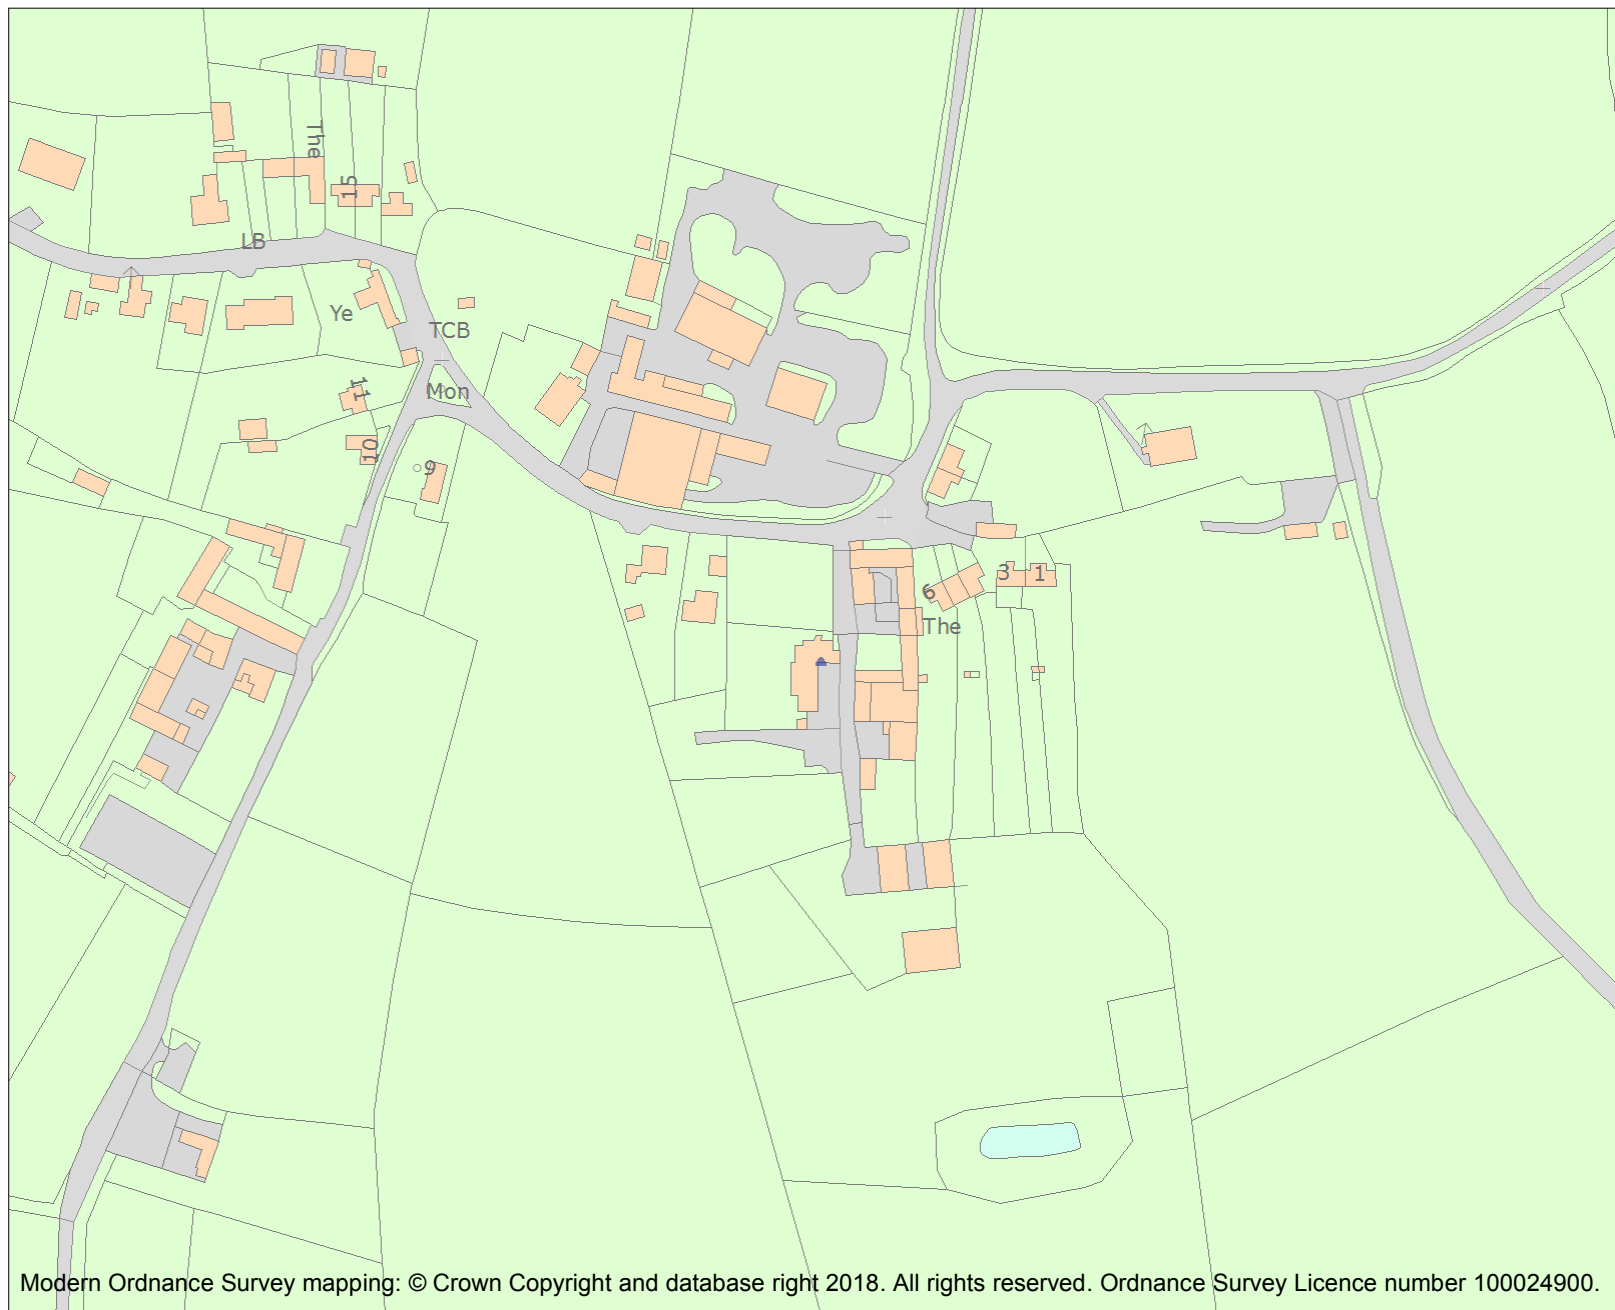 The
15
LB
Ye
TCB
11
Mon
10
9
3
1
6
The
Modern Ordnance Survey mapping: © Crown Copyright and database right 2018. All rights reserved. Ordnance Survey Licence number 100024900.